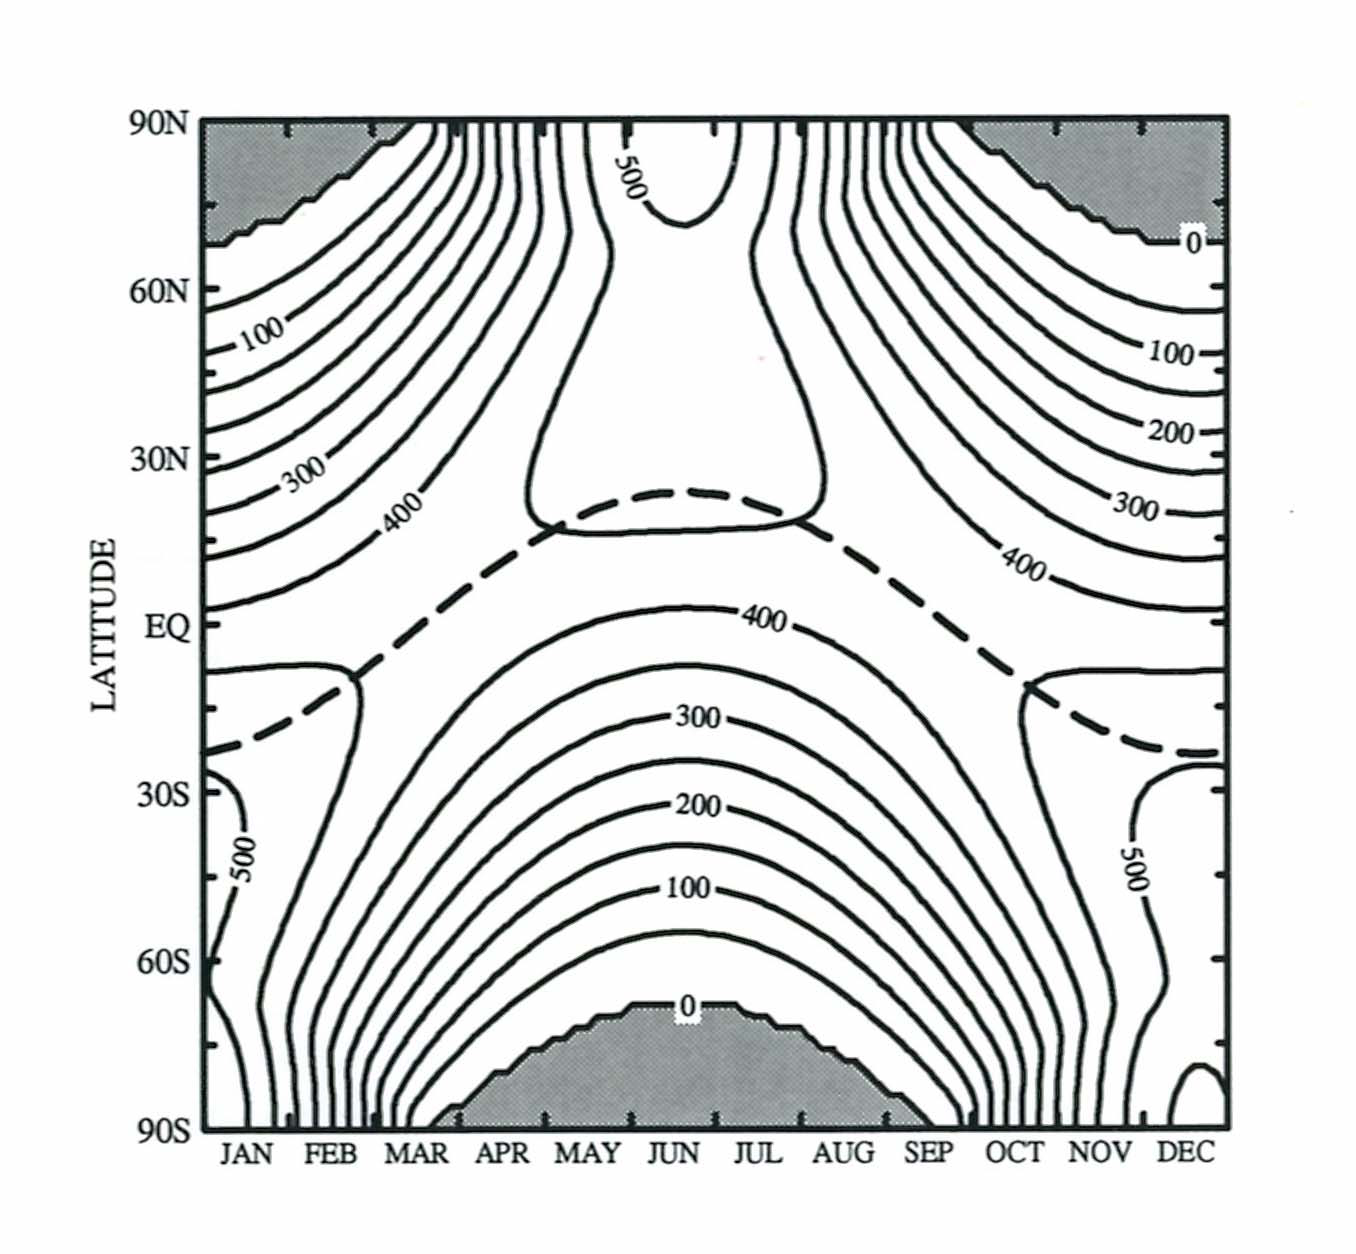 90N
500
0
60N
100
100
200
30N
300
300
400
400
LATITUDE
EQ
400
300
30S
200
500
500
100
60S
0
90S
JAN FEB MAR APR MAY JUN JUL AUG SEP OCT NOV DEC